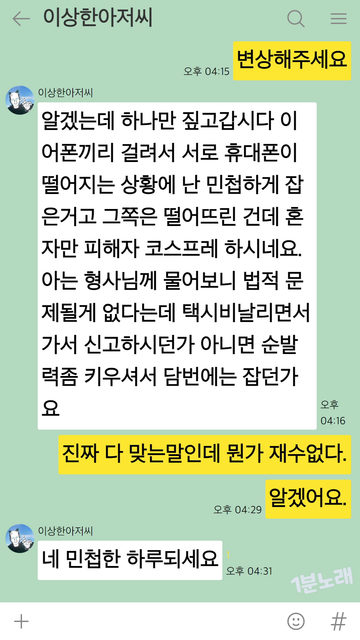 이상한아저씨
변상해주세요
오후 04:15
이상한아저씨
알겠는데 하나만 짚고갑시다 이
어폰끼리 걸려서 서로 휴대폰이
떨어지는 상황에 난 민첩하게 잡
은거고 그쪽은 떨어뜨린 건데 혼
자만 피해자 코스프레 하시네요.
아는 형사님께 물어보니 법적 문
제될게 없다는데 택시비날리면서
가서 신고하시던가 아니면 순발
력좀 키우셔서 담번에는 잡던가
요
오후
04:16
진짜 다 맞는말인데 뭔가 재수없다.
알겠어요.
오후 04:29
이상한아저씨
네 민첩한 하루되세요
오후 04:31
1분노래
#